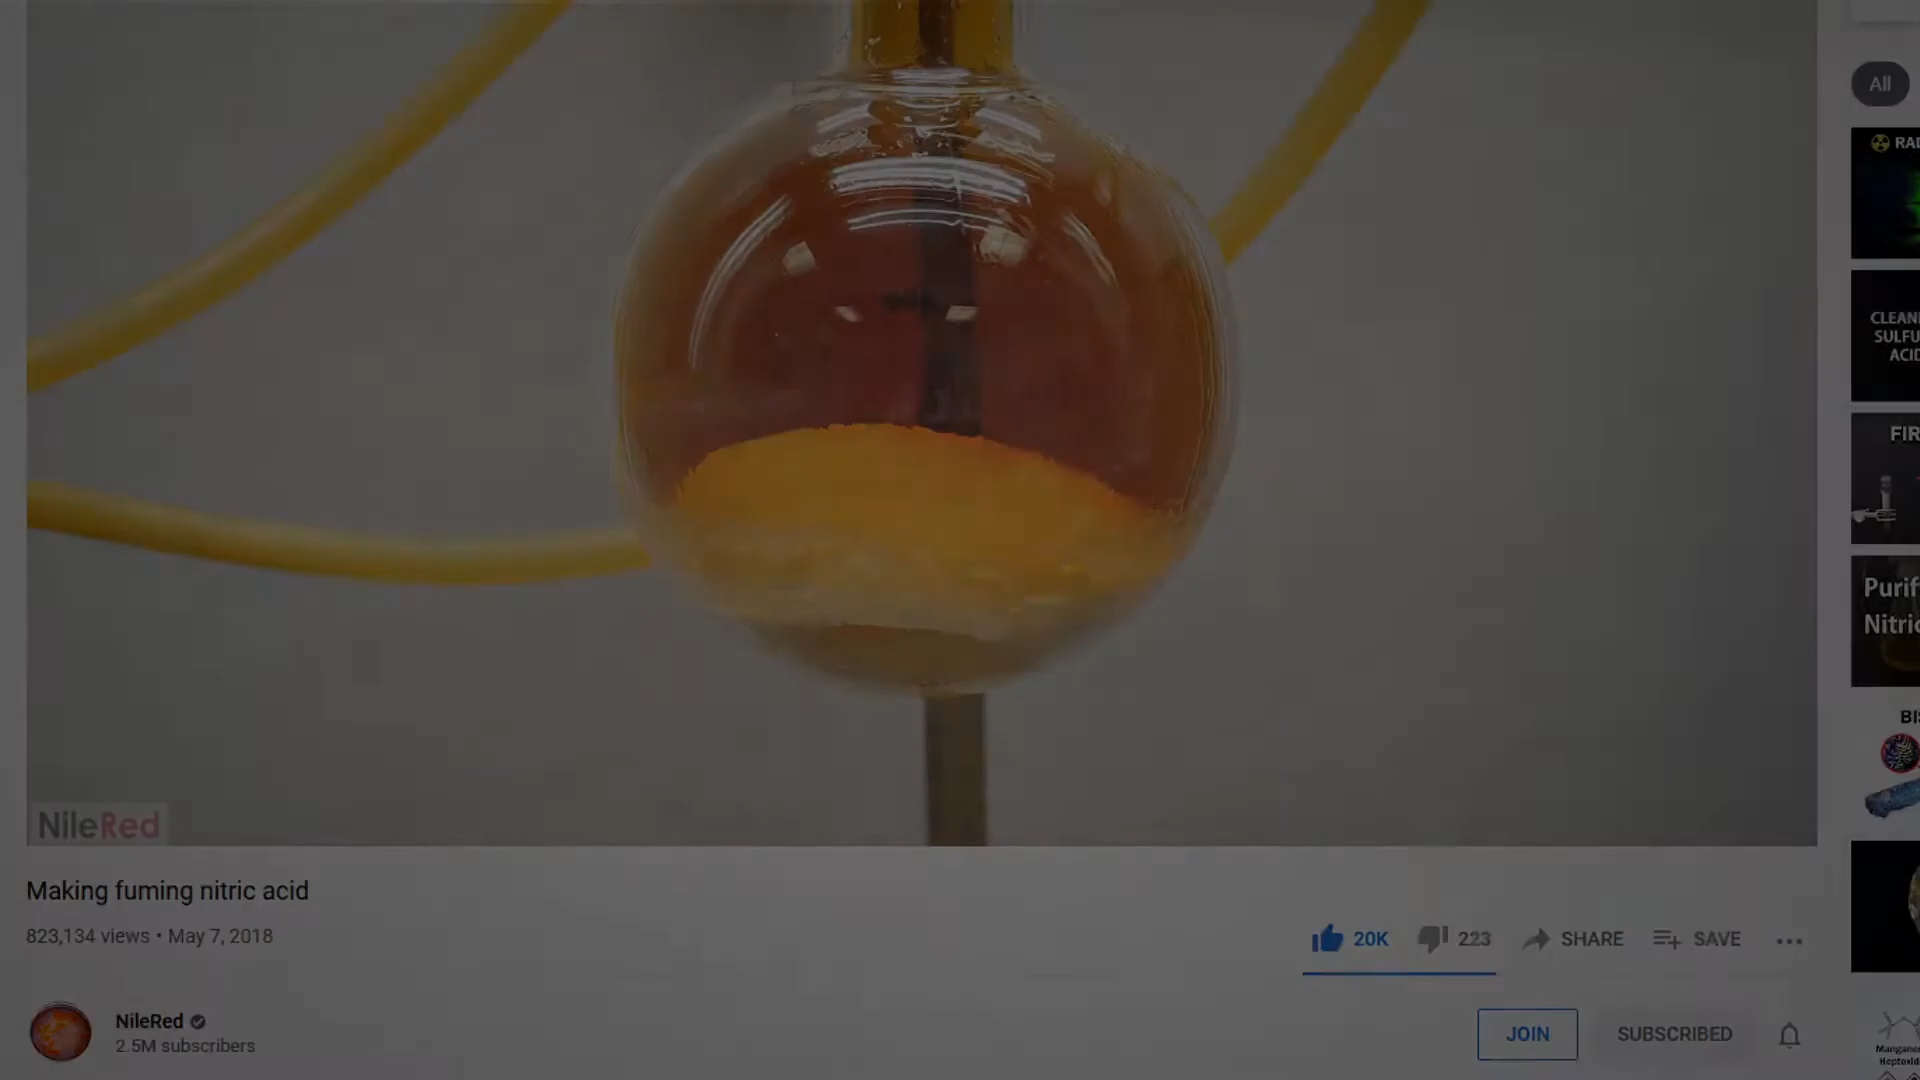 All
NileRed
Making fuming nitric acid
823,134 views • May 7, 2018
20K
223
SHARE
SAVE
NileRed
2.5M subscribers
JOIN
SUBSCRIBED